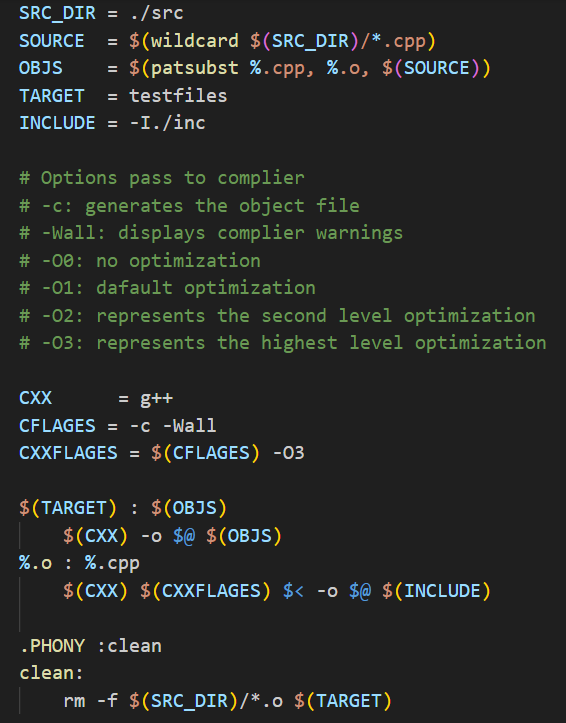 SRC_DIR = ./src
SOURCE  = $(wildcard $(SRC_DIR)/*.cpp)
OBJS    = $(patsubst %.cpp, %.o, $(SOURCE))
TARGET  = testfiles
INCLUDE = -I./inc
# Options pass to complier
# -c: generates the object file
# -Wall: displays complier warnings
# -O0: no optimization
# -O1: dafault optimization
# -O2: represents the second level optimization
# -O3: represents the highest level optimization
CXX      = g++
CFLAGES = -c -Wall
CXXFLAGES = $(CFLAGES) -O3
$(TARGET) : $(OBJS)
    $(CXX) -o $@ $(OBJS)
%.o : %.cpp
    $(CXX) $(CXXFLAGES) $< -o $@ $(INCLUDE)
.PHONY :clean
clean:
    rm -f $(SRC_DIR)/*.o $(TARGET)